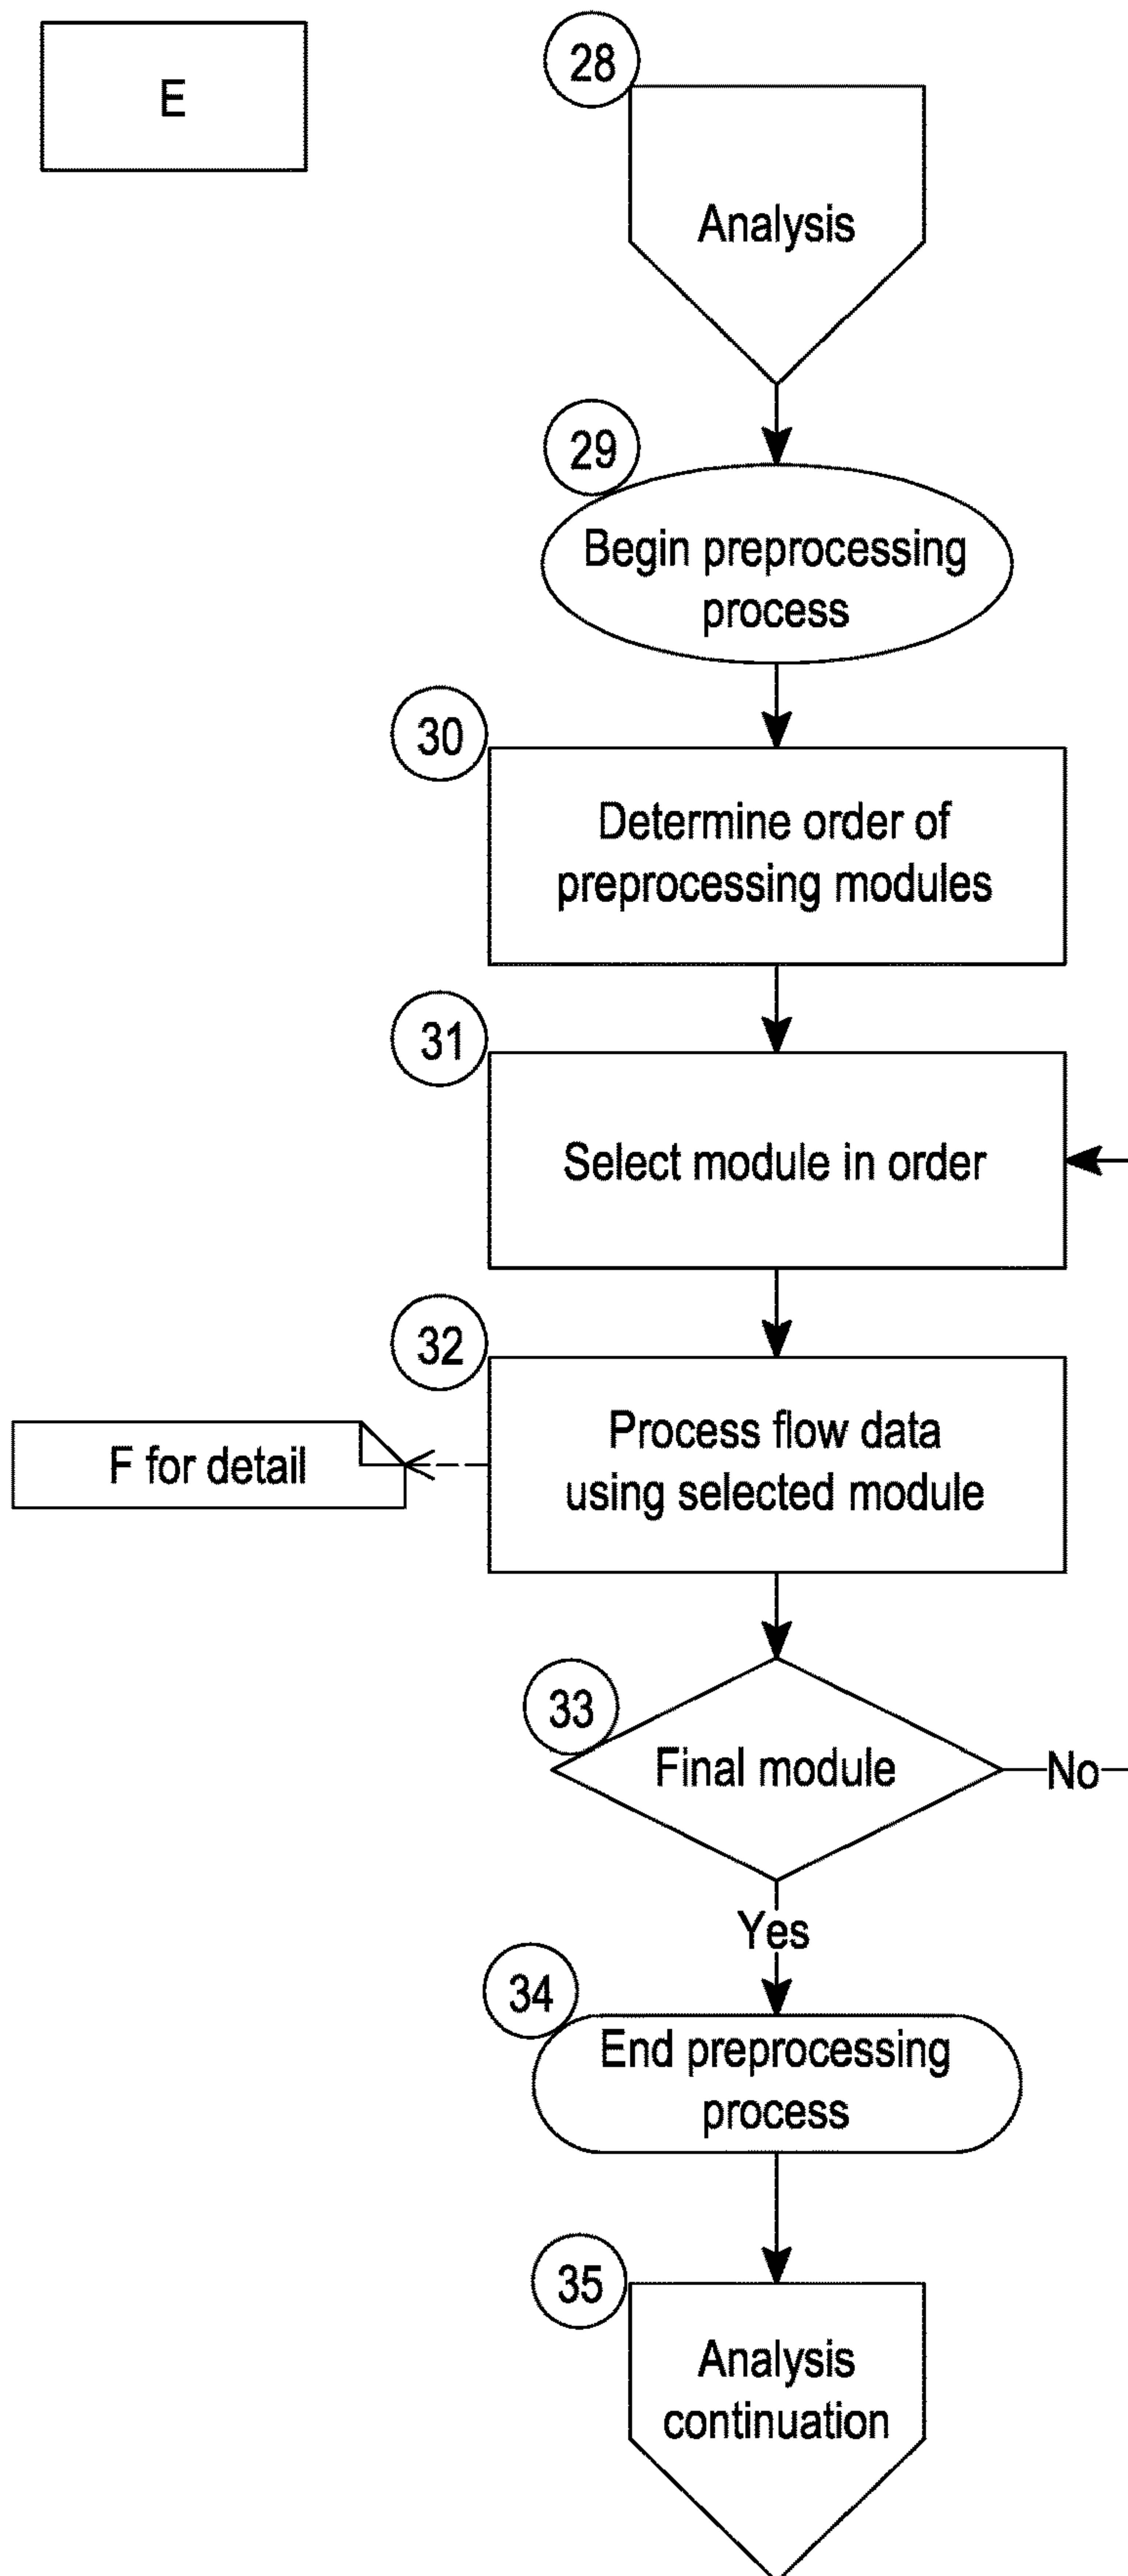 E
28
Analysis
29
Begin preprocessing
process
30
Determine order of
preprocessing modules
31
Select module in order
32
Process flow data
using selected module
F for detail
33
Final module
No
Yes
34
End preprocessing
process
35
Analysis
continuation